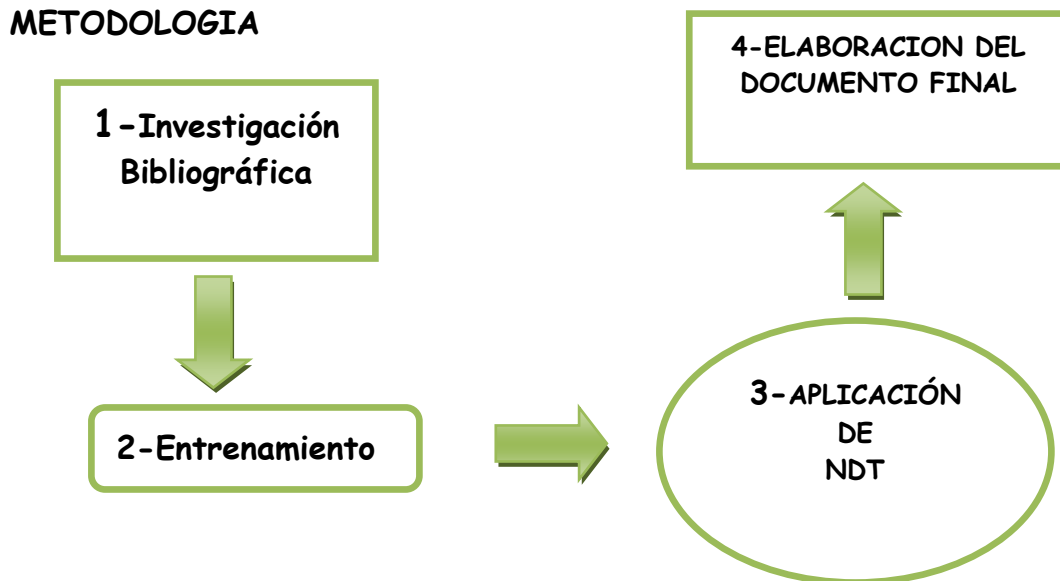 METODOLOGIA
1-Investigación
Bibliográfica
2-Entrenamiento
3-APLICACIÓN
DE
NDT
4-ELABORACION DEL
DOCUMENTO FINAL